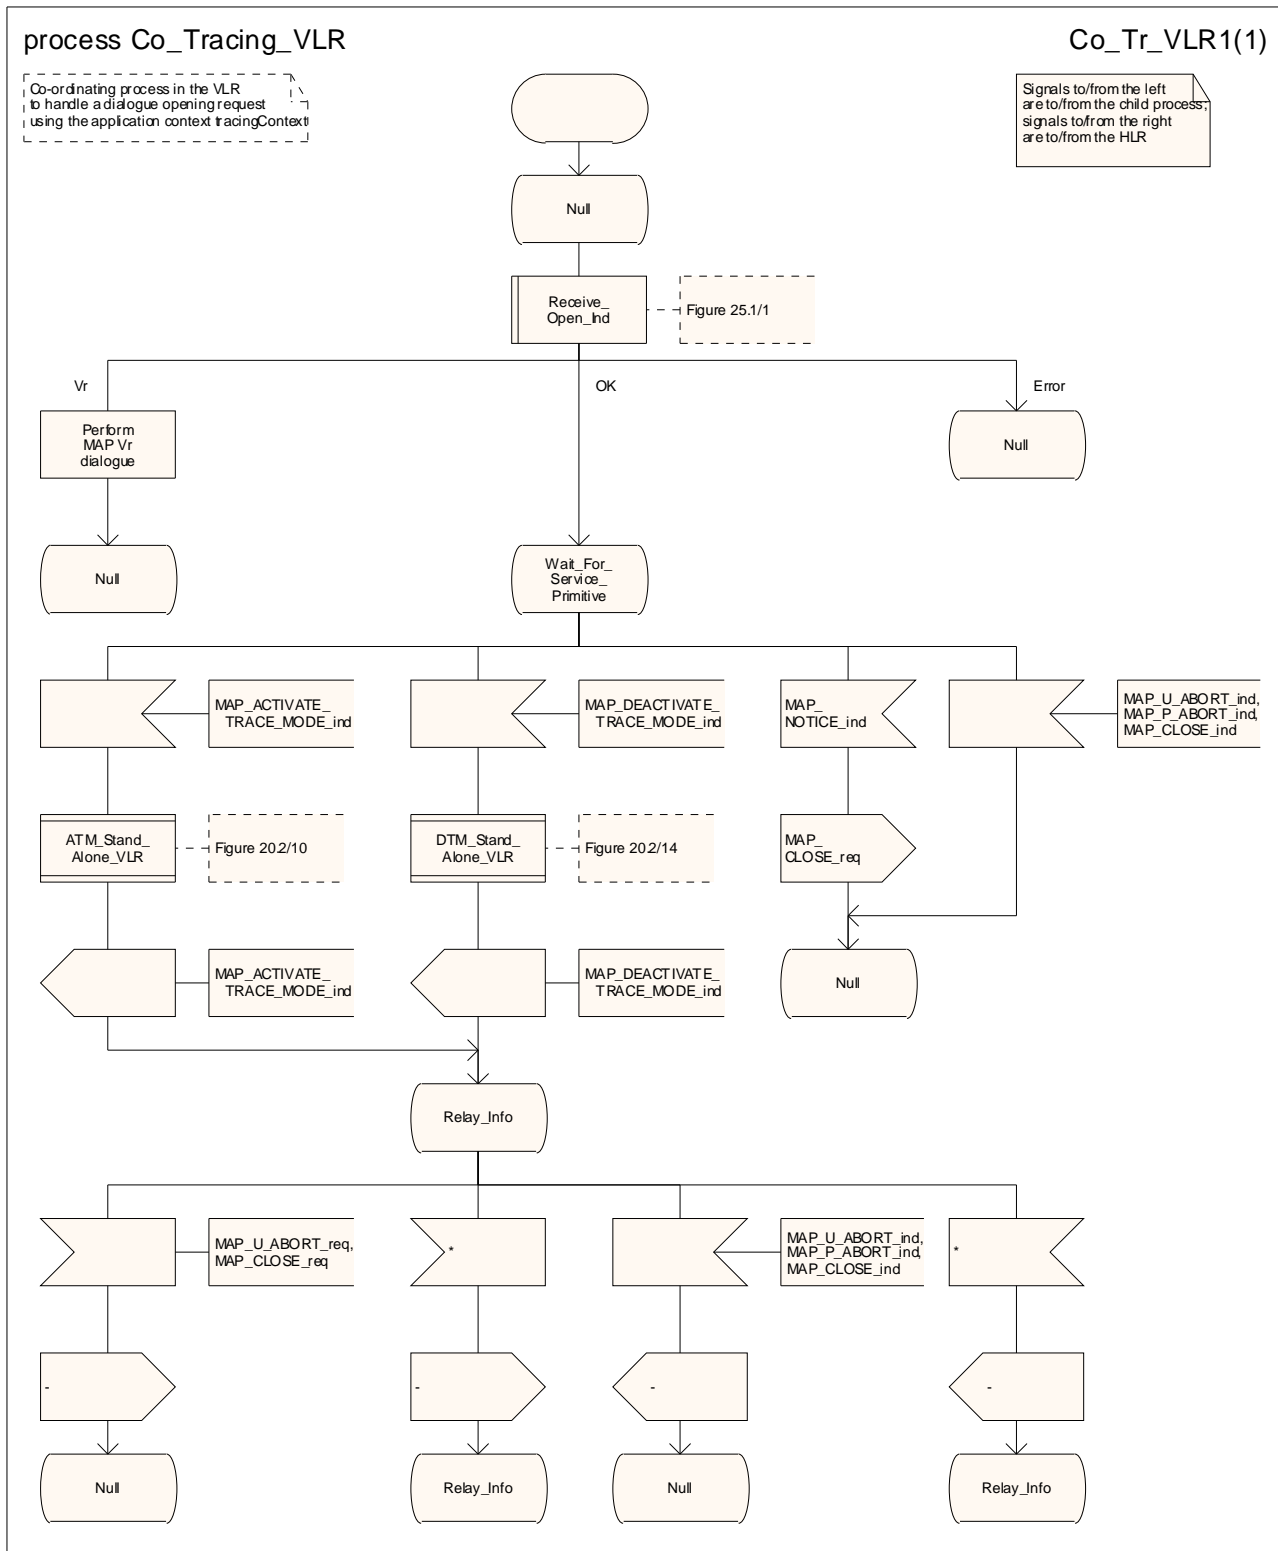 process Co_Tracing_VLR
Co_Tr_VLR1(1)
Co-ordinating process in the VLR
to handle a dialogue opening request
using the application context tracingContext
Signals to/from the left
are to/from the child process;
signals to/from the right
are to/from the HLR
Null
Receive_
Open_Ind
Figure 25.1/1
Vr
OK
Error
Perform
MAP Vr
dialogue
Null
Null
Wait_For_
Service_
Primitive
MAP_ACTIVATE_
TRACE_MODE_ind
MAP_DEACTIVATE_
TRACE_MODE_ind
MAP_
NOTICE_ind
MAP_U_ABORT_ind,
MAP_P_ABORT_ind,
MAP_CLOSE_ind
ATM_Stand_
Alone_VLR
Figure 20.2/10
DTM_Stand_
Alone_VLR
Figure 20.2/14
MAP_
CLOSE_req
MAP_ACTIVATE_
TRACE_MODE_ind
MAP_DEACTIVATE_
TRACE_MODE_ind
Null
Relay_Info
MAP_U_ABORT_req,
MAP_CLOSE_req
*
MAP_U_ABORT_ind,
MAP_P_ABORT_ind,
MAP_CLOSE_ind
*
-
-
-
-
Null
Relay_Info
Null
Relay_Info